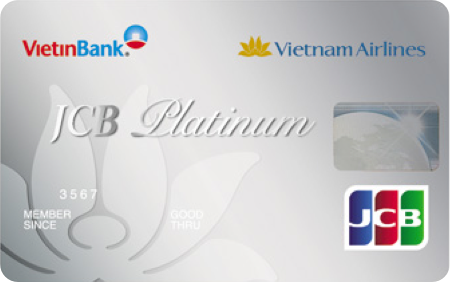 VietinBank
Vietnam Airlines
JCB Platinum
3567
MEMBER SINCE
GOOD THRU
JCB